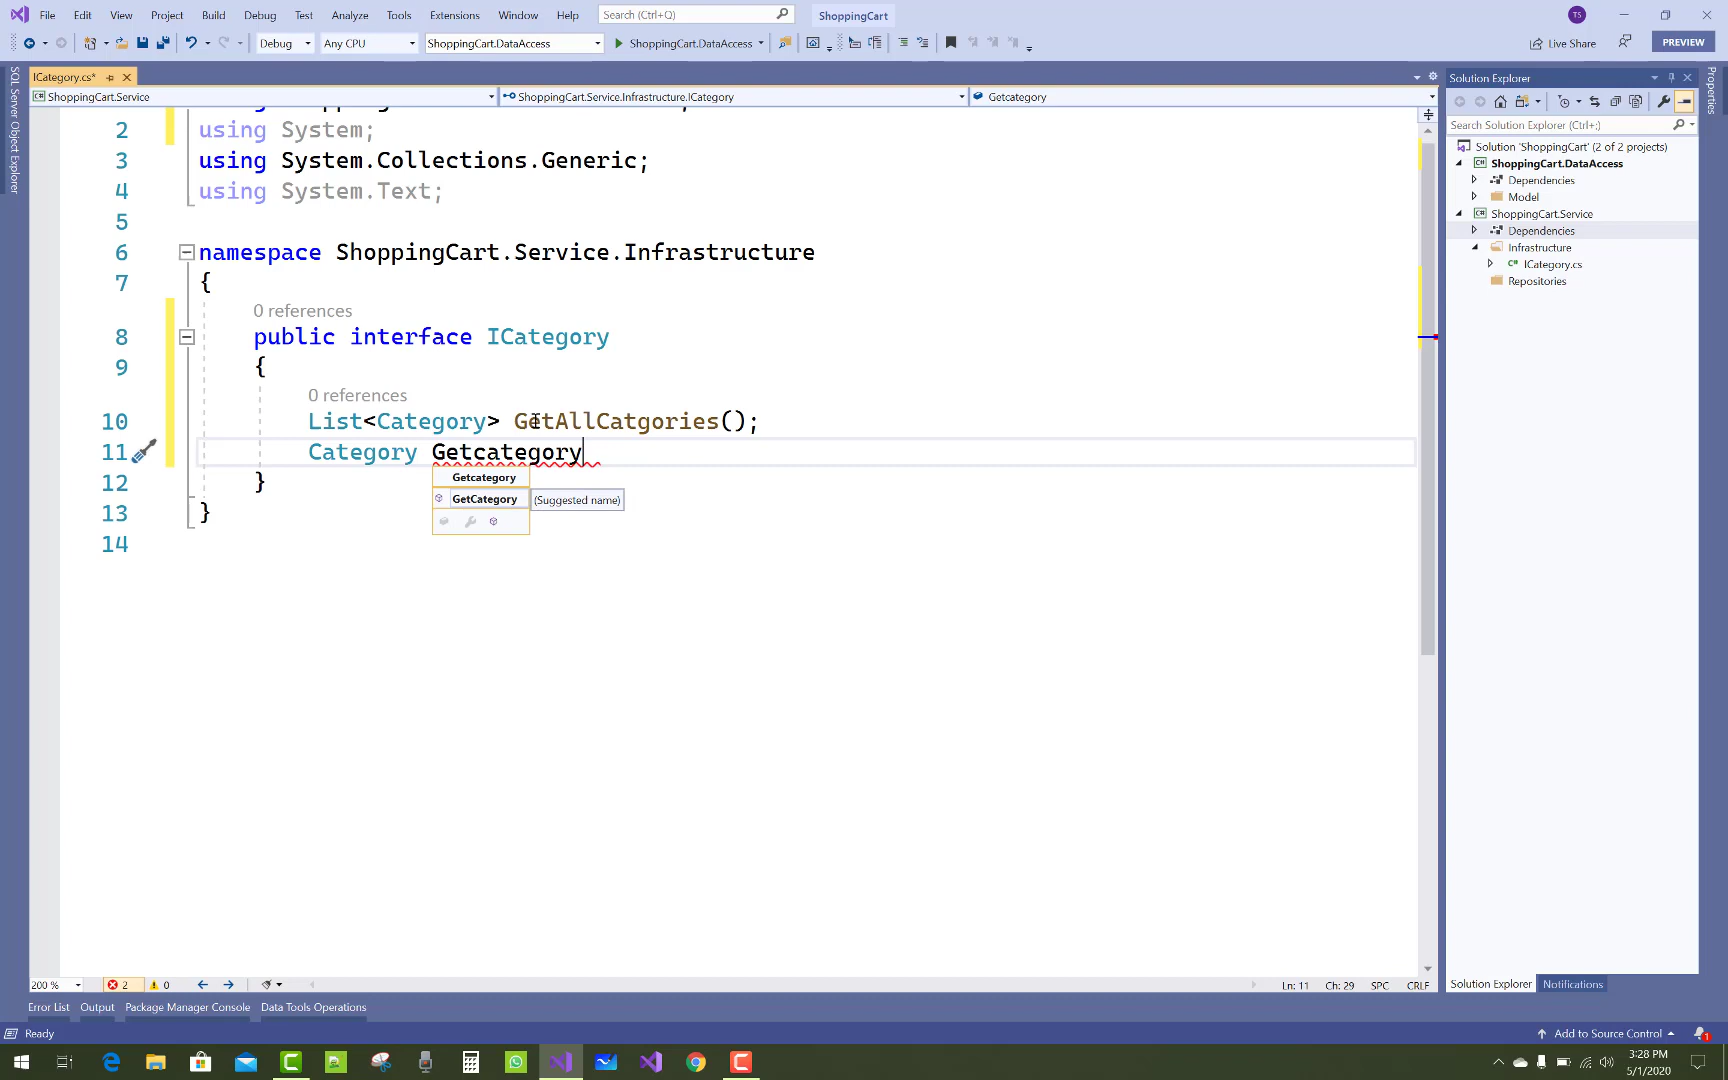 File Edit View Project Build Debug Test Analyze Tools Extensions Window Help Search (Ctrl+Q) ShoppingCart TS
Debug Any CPU ShoppingCart.DataAccess ShoppingCart.DataAccess Live Share PREVIEW
SQL Server Object Explorer
ICategory.cs*
ShoppingCart.Service ShoppingCart.Service.Infrastructure.ICategory Getcategory
2 using System;
3 using System.Collections.Generic;
4 using System.Text;
5
6 namespace ShoppingCart.Service.Infrastructure
7 {
0 references
8 public interface ICategory
9 {
0 references
10 List<Category> GetAllCatgories();
11 Category Getcategory
12 }
13 }
14
Getcategory
GetCategory (Suggested name)
Solution Explorer
Search Solution Explorer (Ctrl+;)
Solution 'ShoppingCart' (2 of 2 projects)
ShoppingCart.DataAccess
Dependencies
Model
ShoppingCart.Service
Dependencies
Infrastructure
C# ICategory.cs
Repositories
Properties
200 % 2 0 Ln: 11 Ch: 29 SPC CRLF
Solution Explorer Notifications
Error List Output Package Manager Console Data Tools Operations
Ready Add to Source Control 1
3:28 PM
5/1/2020